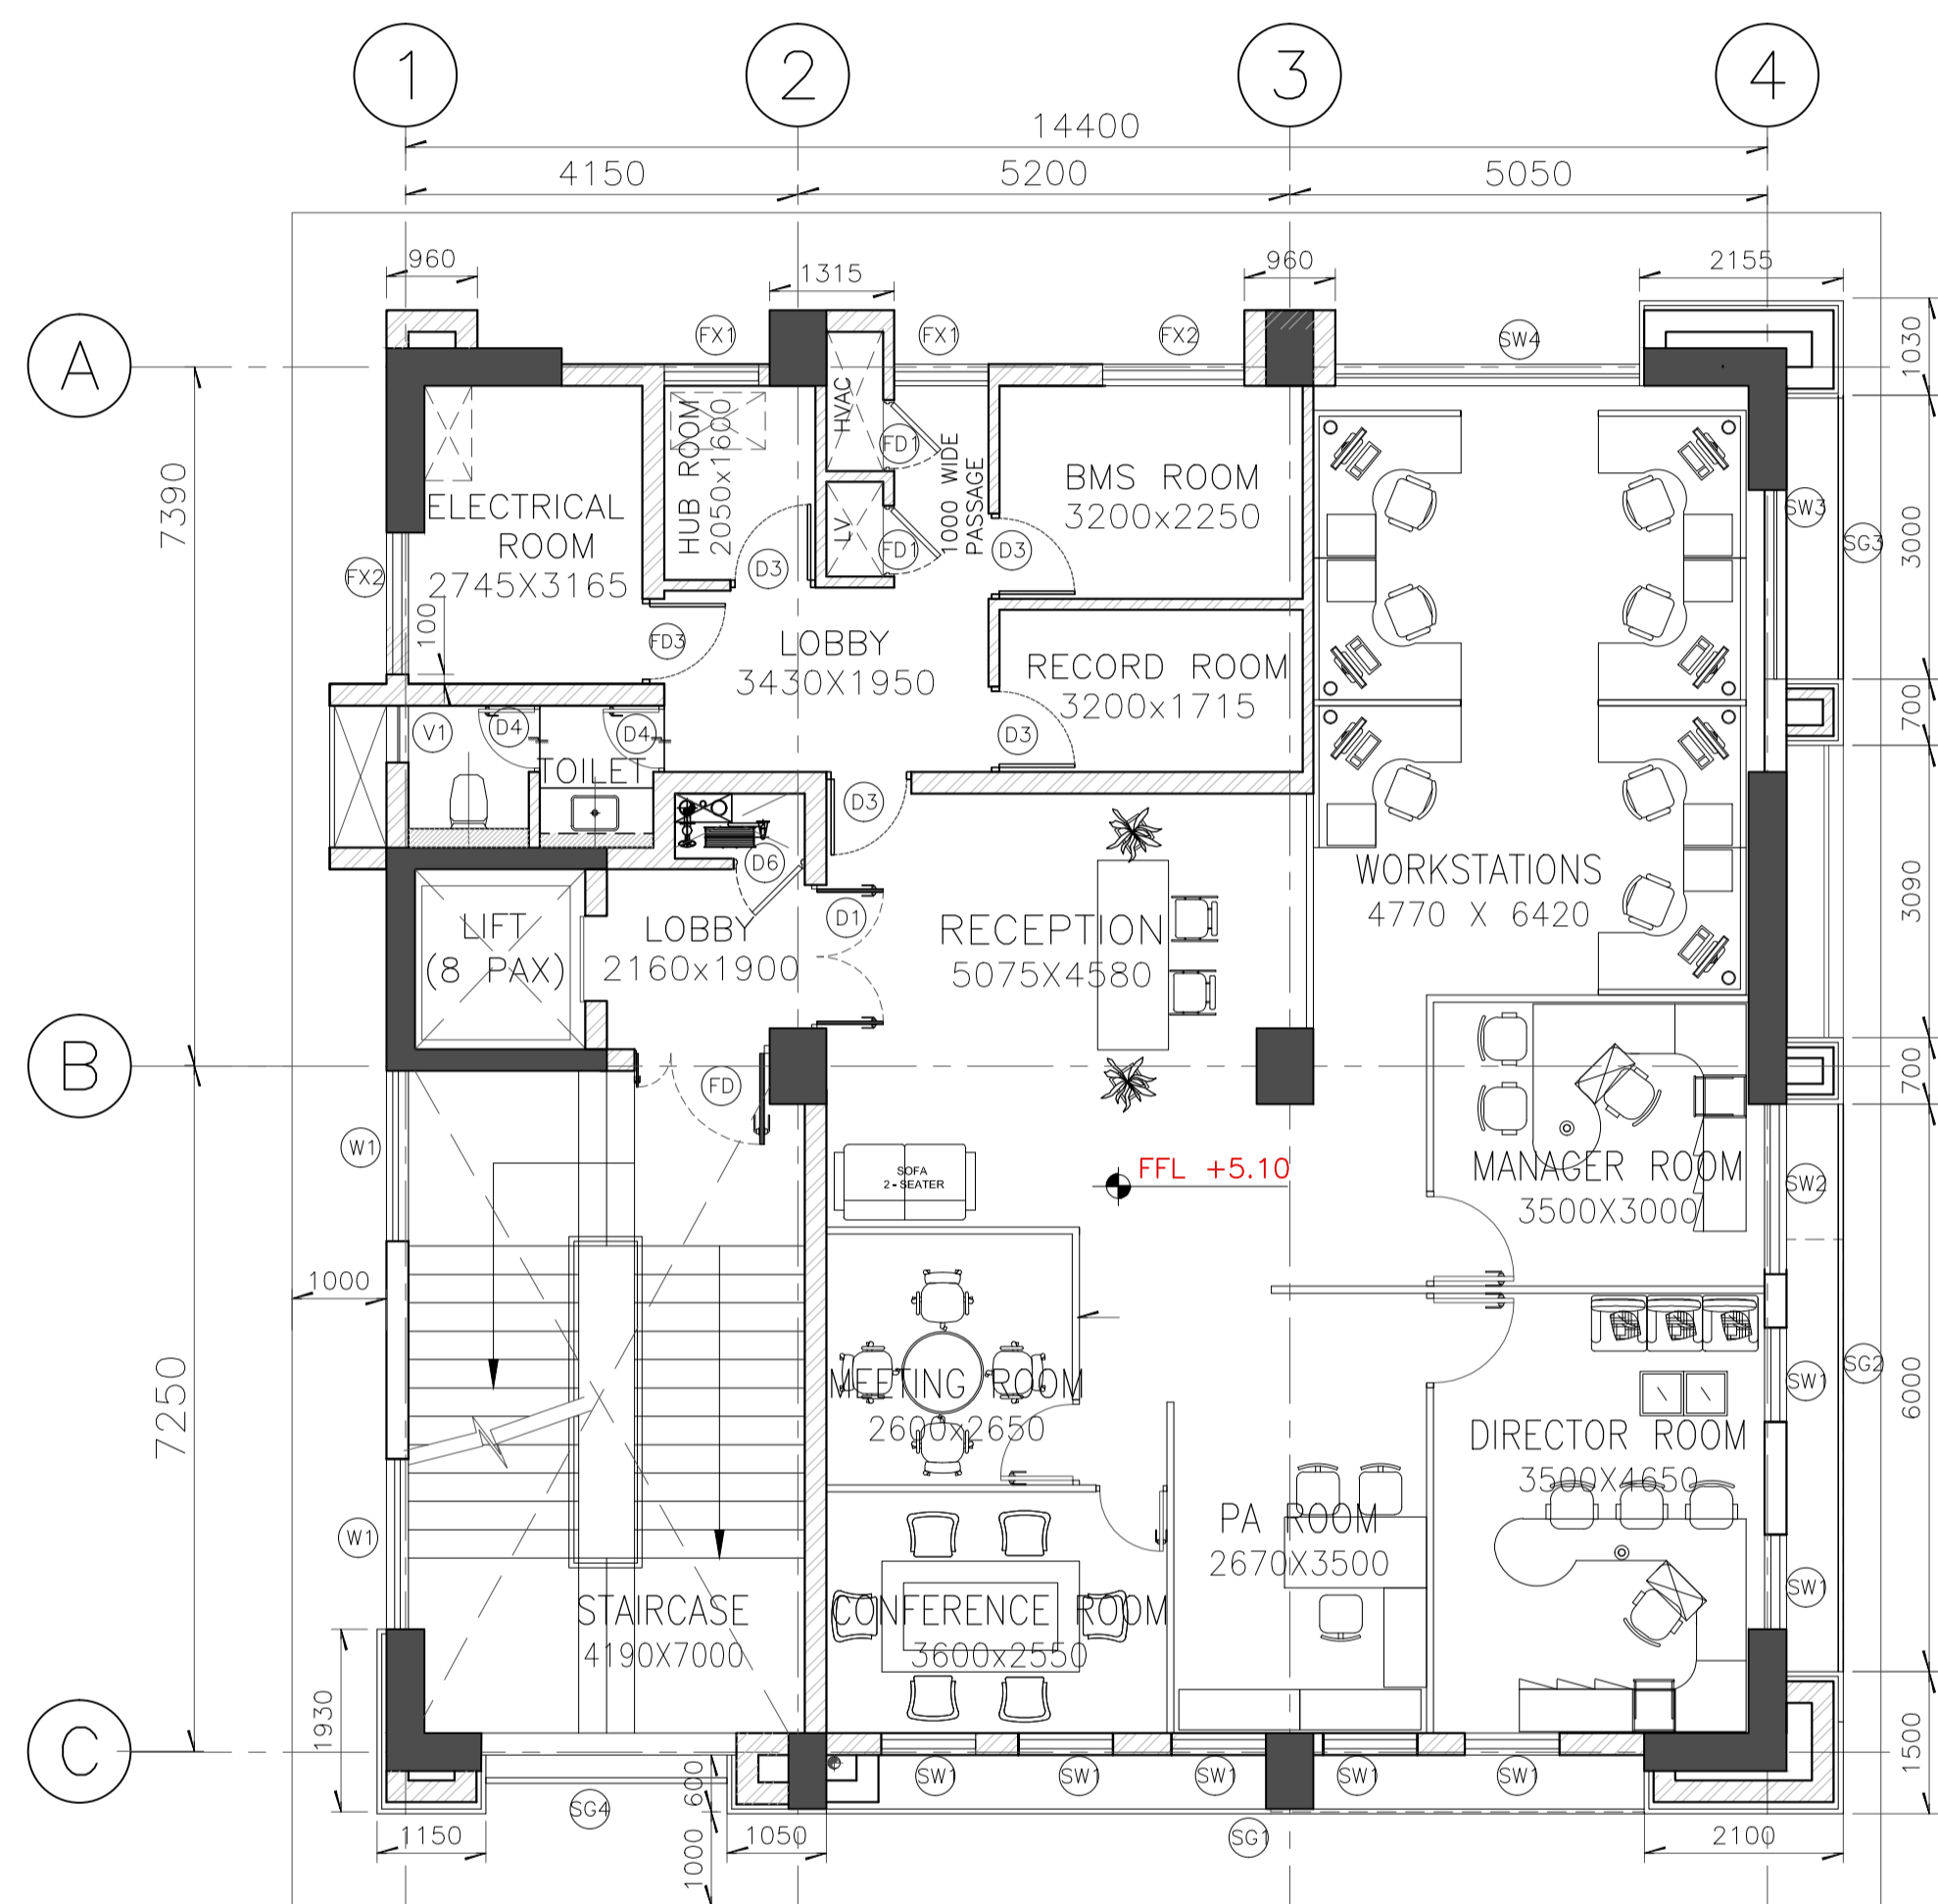 1
2
3
4
14400
4150
5200
5050
960
1315
960
2155
A
FX1
FX1
FX2
SW4
1030
HVAC
FD1
HUB ROOM
2050x1600
1000 WIDE
PASSAGE
7390
ELECTRICAL
ROOM
2745X3165
BMS ROOM
3200x2250
SW3
3000
SG3
LV
FD1
D3
D3
FX2
100
FD3
LOBBY
3430X1950
RECORD ROOM
3200x1715
700
V1
D4
D4
D3
TOILET
D3
D6
WORKSTATIONS
4770 X 6420
3090
LIFT
(8 PAX)
LOBBY
2160x1900
D1
RECEPTION
5075X4580
B
FD
700
W1
SOFA
2-SEATER
FFL +5.10
MANAGER ROOM
3500X3000
SW2
1000
7250
MEETING ROOM
2600x2650
SW1
SG2
6000
DIRECTOR ROOM
3500X4650
W1
PA ROOM
2670X3500
SW1
STAIRCASE
4190X7000
CONFERENCE ROOM
3600x2550
1930
C
600
SW1
SW1
SW1
SW1
SW1
1500
SG4
1150
1050
SG1
2100
1000